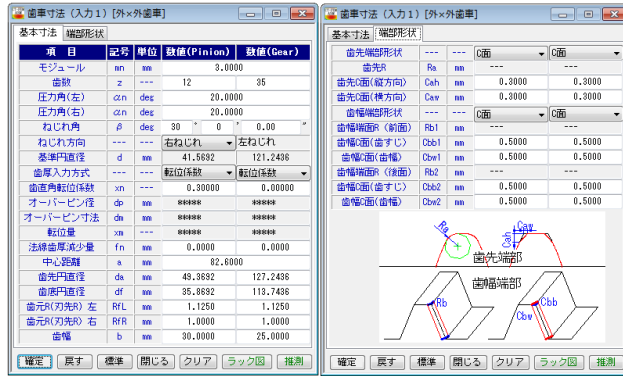 歯車寸法（入力１）[外×外歯車]
基本寸法 端部形状
項 目 記号 単位 数値(Pinion) 数値(Gear)
モジュール mn mm 3.0000
歯数 z --- 12 35
圧力角(左) αn deg 20.0000
圧力角(右) αn deg 20.0000
ねじれ角 β deg 30 ° 0 ' 0.00 "
ねじれ方向 --- --- 右ねじれ 左ねじれ
基準円直径 d mm 41.5692 121.2436
歯厚入力方式 --- --- 転位係数 転位係数
歯直角転位係数 xn --- 0.30000 0.00000
オーバーピン径 dp mm ***** *****
オーバーピン寸法 dm mm ***** *****
転位量 xm --- ***** *****
法線歯厚減少量 fn mm 0.0000 0.0000
中心距離 a mm 82.6000
歯先円直径 da mm 49.3692 127.2436
歯底円直径 df mm 35.8692 113.7436
歯元R(刃先R) 左 RfL mm 1.1250 1.1250
歯元R(刃先R) 右 RfR mm 1.0000 1.0000
歯幅 b mm 30.0000 25.0000
確定 戻す 標準 閉じる クリア ラック図 推測
歯車寸法（入力１）[外×外歯車]
基本寸法 端部形状
歯先端部形状 --- --- C面 C面
歯先R Ra mm --- ---
歯先C面(縦方向) Cah mm 0.3000 0.3000
歯先C面(横方向) Caw mm 0.3000 0.3000
歯幅端部形状 --- --- C面 C面
歯幅端面R（前面） Rb1 mm --- ---
歯幅C面(歯すじ) Cbb1 mm 0.5000 0.5000
歯幅C面(歯幅) Cbw1 mm 0.5000 0.5000
歯幅端面R（後面） Rb2 mm --- ---
歯幅C面(歯すじ) Cbb2 mm 0.5000 0.5000
歯幅C面(歯幅) Cbw2 mm 0.5000 0.5000
Ra Cah Caw
歯先端部
歯幅端部
Rb Cbw Cbb
確定 戻す 標準 閉じる クリア ラック図 推測